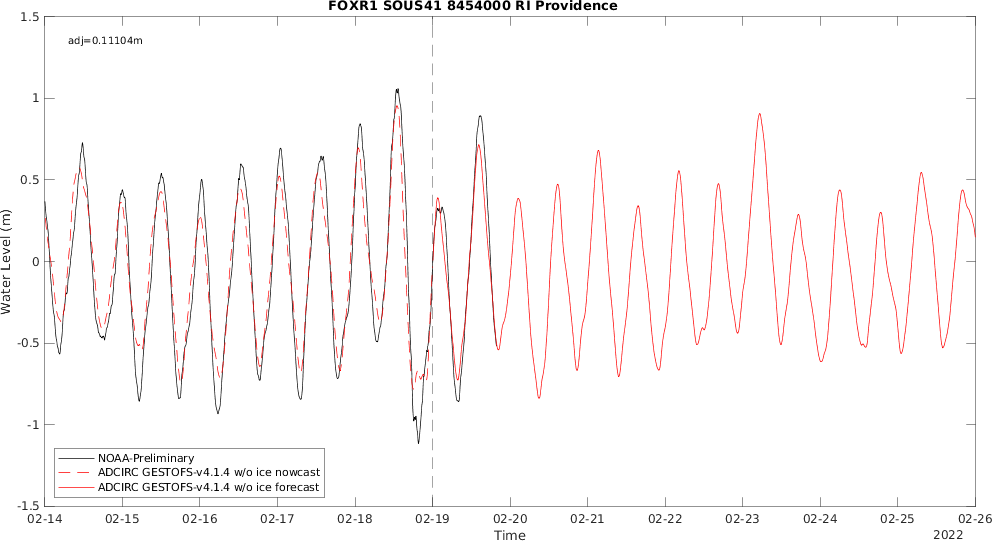 FOXR1 SOUS41 8454000 RI Providence
adj=0.11104m
1.5
1
0.5
0
-0.5
-1
-1.5
Water Level (m)
NOAA-Preliminary
ADCIRC GESTOFS-v4.1.4 w/o ice nowcast
ADCIRC GESTOFS-v4.1.4 w/o ice forecast
02-14 02-15 02-16 02-17 02-18 02-19 02-20 02-21 02-22 02-23 02-24 02-25 02-26
Time
2022